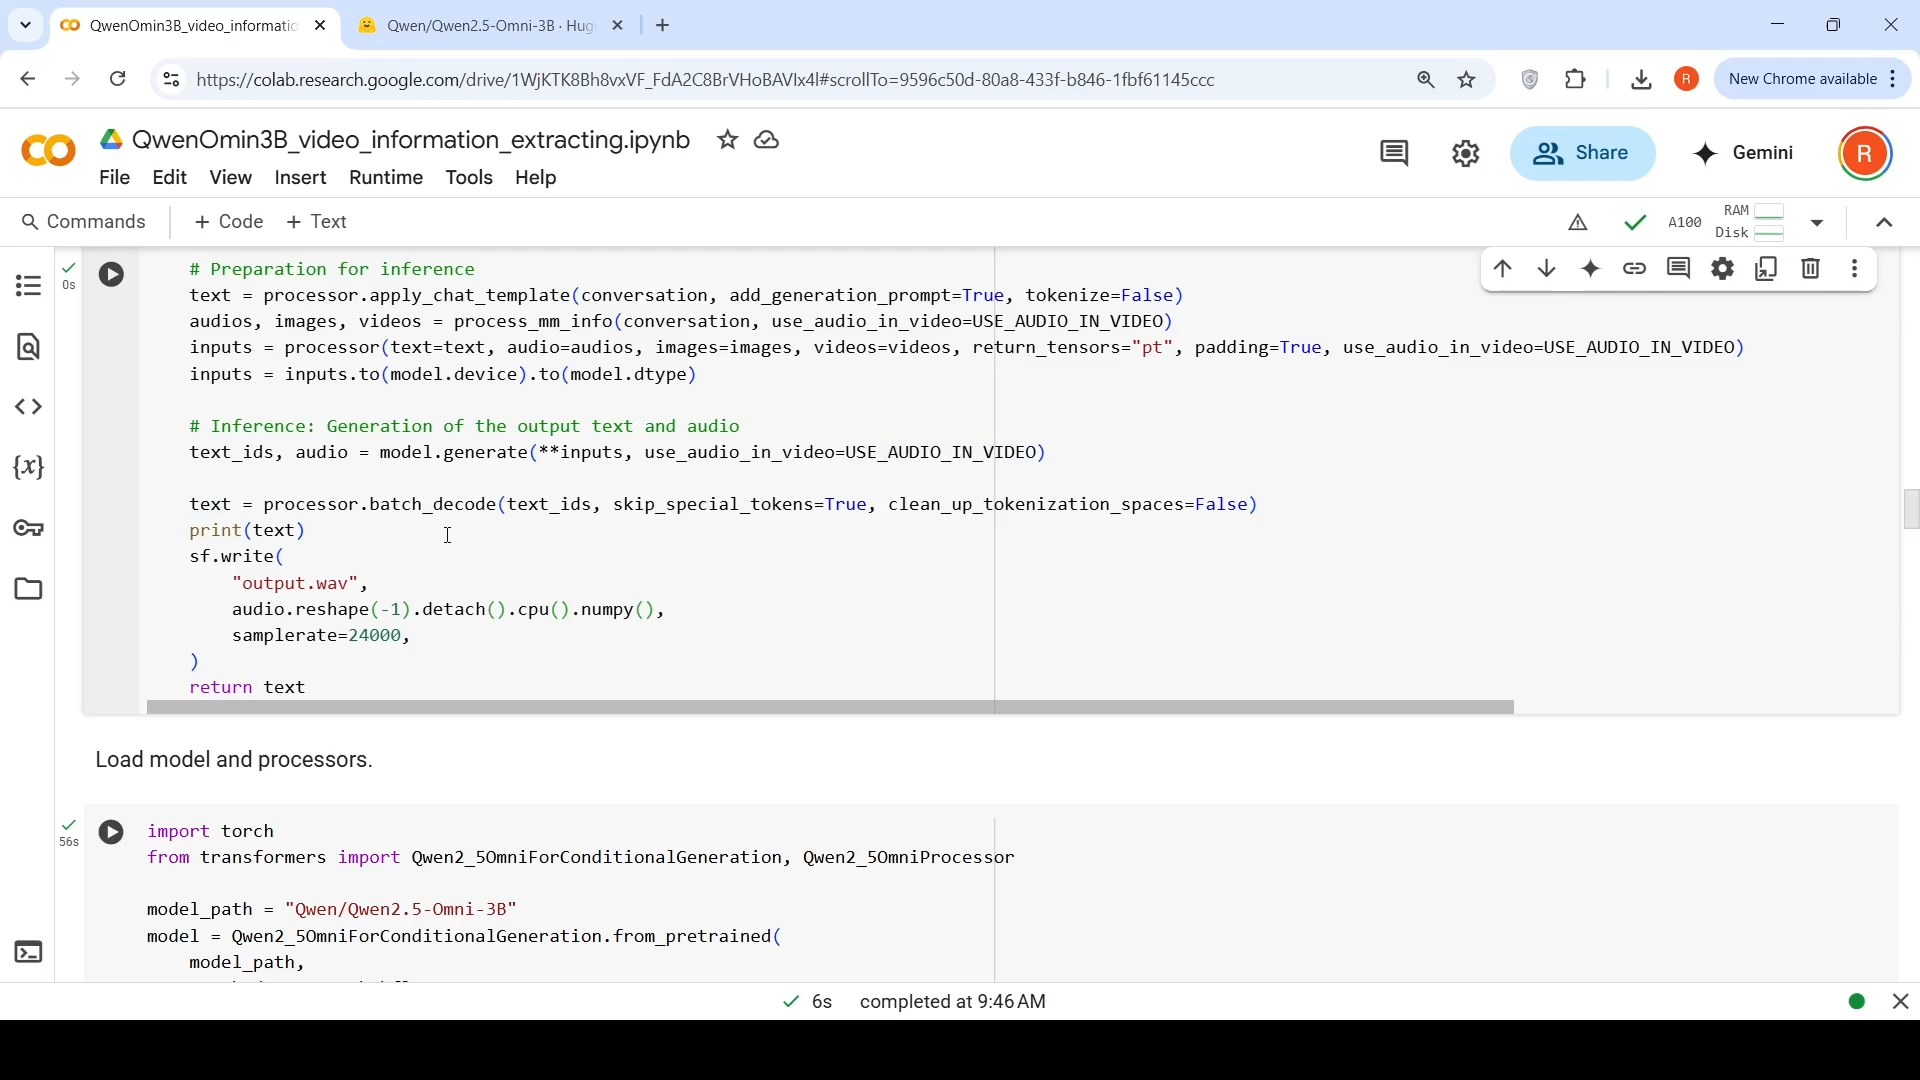 QwenOmin3B_video_informatio
Qwen/Qwen2.5-Omni-3B · Hug
https://colab.research.google.com/drive/1WjKTK8Bh8vxVF_FdA2C8BrVHoBAVIx4l#scrollTo=9596c50d-80a8-433f-b846-1fbf61145ccc
R
New Chrome available
QwenOmin3B_video_information_extracting.ipynb
Share
Gemini
R
File Edit View Insert Runtime Tools Help
Commands
+ Code + Text
A100
RAM
Disk
0s
# Preparation for inference
text = processor.apply_chat_template(conversation, add_generation_prompt=True, tokenize=False)
audios, images, videos = process_mm_info(conversation, use_audio_in_video=USE_AUDIO_IN_VIDEO)
inputs = processor(text=text, audio=audios, images=images, videos=videos, return_tensors="pt", padding=True, use_audio_in_video=USE_AUDIO_IN_VIDEO)
inputs = inputs.to(model.device).to(model.dtype)
# Inference: Generation of the output text and audio
text_ids, audio = model.generate(**inputs, use_audio_in_video=USE_AUDIO_IN_VIDEO)
text = processor.batch_decode(text_ids, skip_special_tokens=True, clean_up_tokenization_spaces=False)
print(text)
sf.write(
"output.wav",
audio.reshape(-1).detach().cpu().numpy(),
samplerate=24000,
)
return text
Load model and processors.
56s
import torch
from transformers import Qwen2_5OmniForConditionalGeneration, Qwen2_5OmniProcessor
model_path = "Qwen/Qwen2.5-Omni-3B"
model = Qwen2_5OmniForConditionalGeneration.from_pretrained(
model_path,
6s completed at 9:46 AM